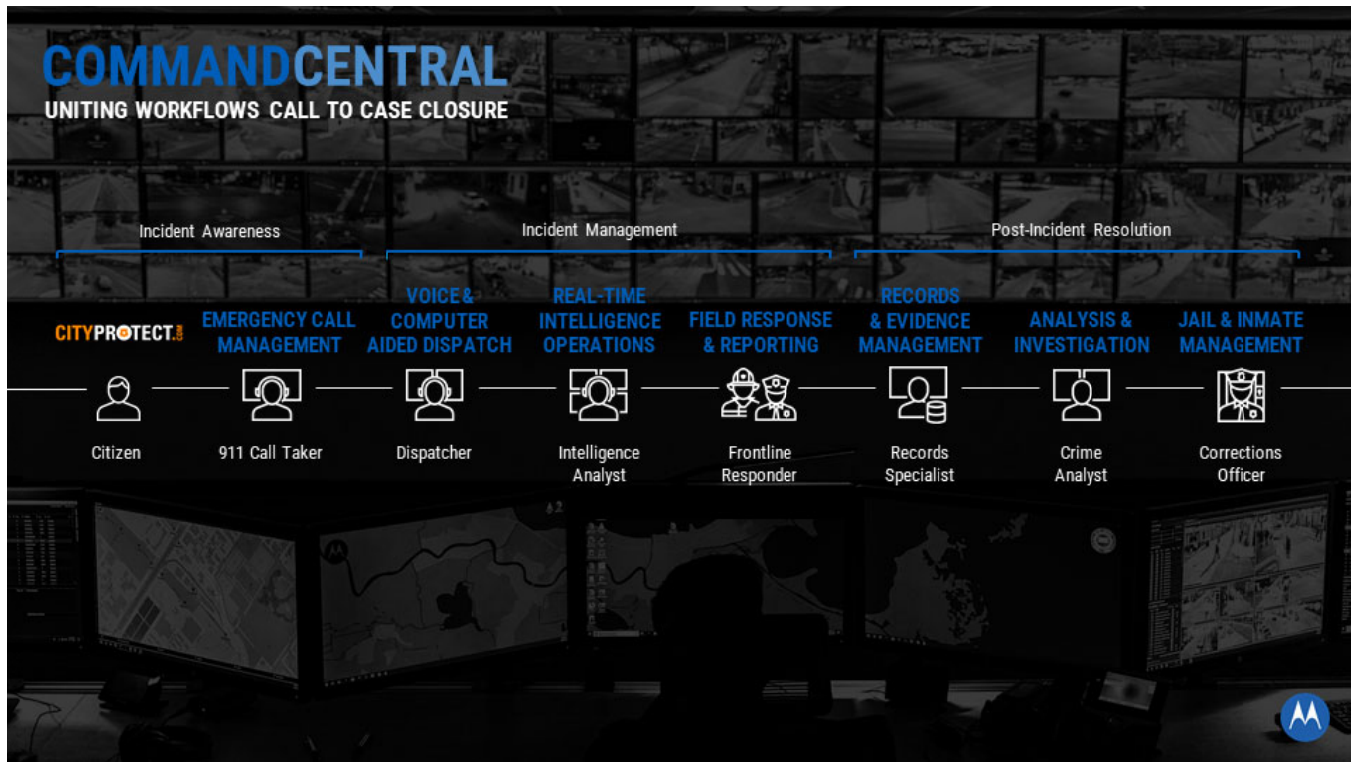 COMMANDCENTRAL
UNITING WORKFLOWS CALL TO CASE CLOSURE
Incident Awareness
Incident Management
Post-Incident Resolution
CITYPROTECT.COM
EMERGENCY CALL
MANAGEMENT
VOICE &
COMPUTER
AIDED DISPATCH
REAL-TIME
INTELLIGENCE
OPERATIONS
FIELD RESPONSE
& REPORTING
RECORDS
& EVIDENCE
MANAGEMENT
ANALYSIS &
INVESTIGATION
JAIL & INMATE
MANAGEMENT
Citizen
911 Call Taker
Dispatcher
Intelligence
Analyst
Frontline
Responder
Records
Specialist
Crime
Analyst
Corrections
Officer